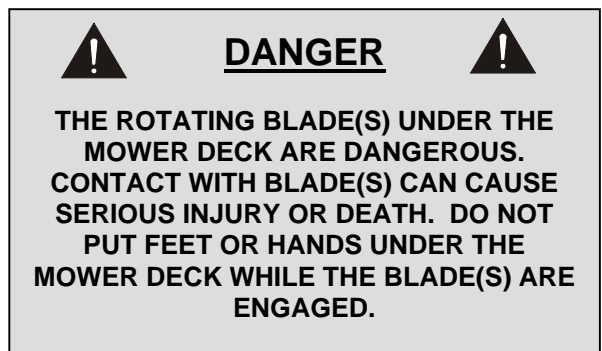 DANGER
THE ROTATING BLADE(S) UNDER THE
MOWER DECK ARE DANGEROUS.
CONTACT WITH BLADE(S) CAN CAUSE
SERIOUS INJURY OR DEATH.  DO NOT
PUT FEET OR HANDS UNDER THE
MOWER DECK WHILE THE BLADE(S) ARE
ENGAGED.